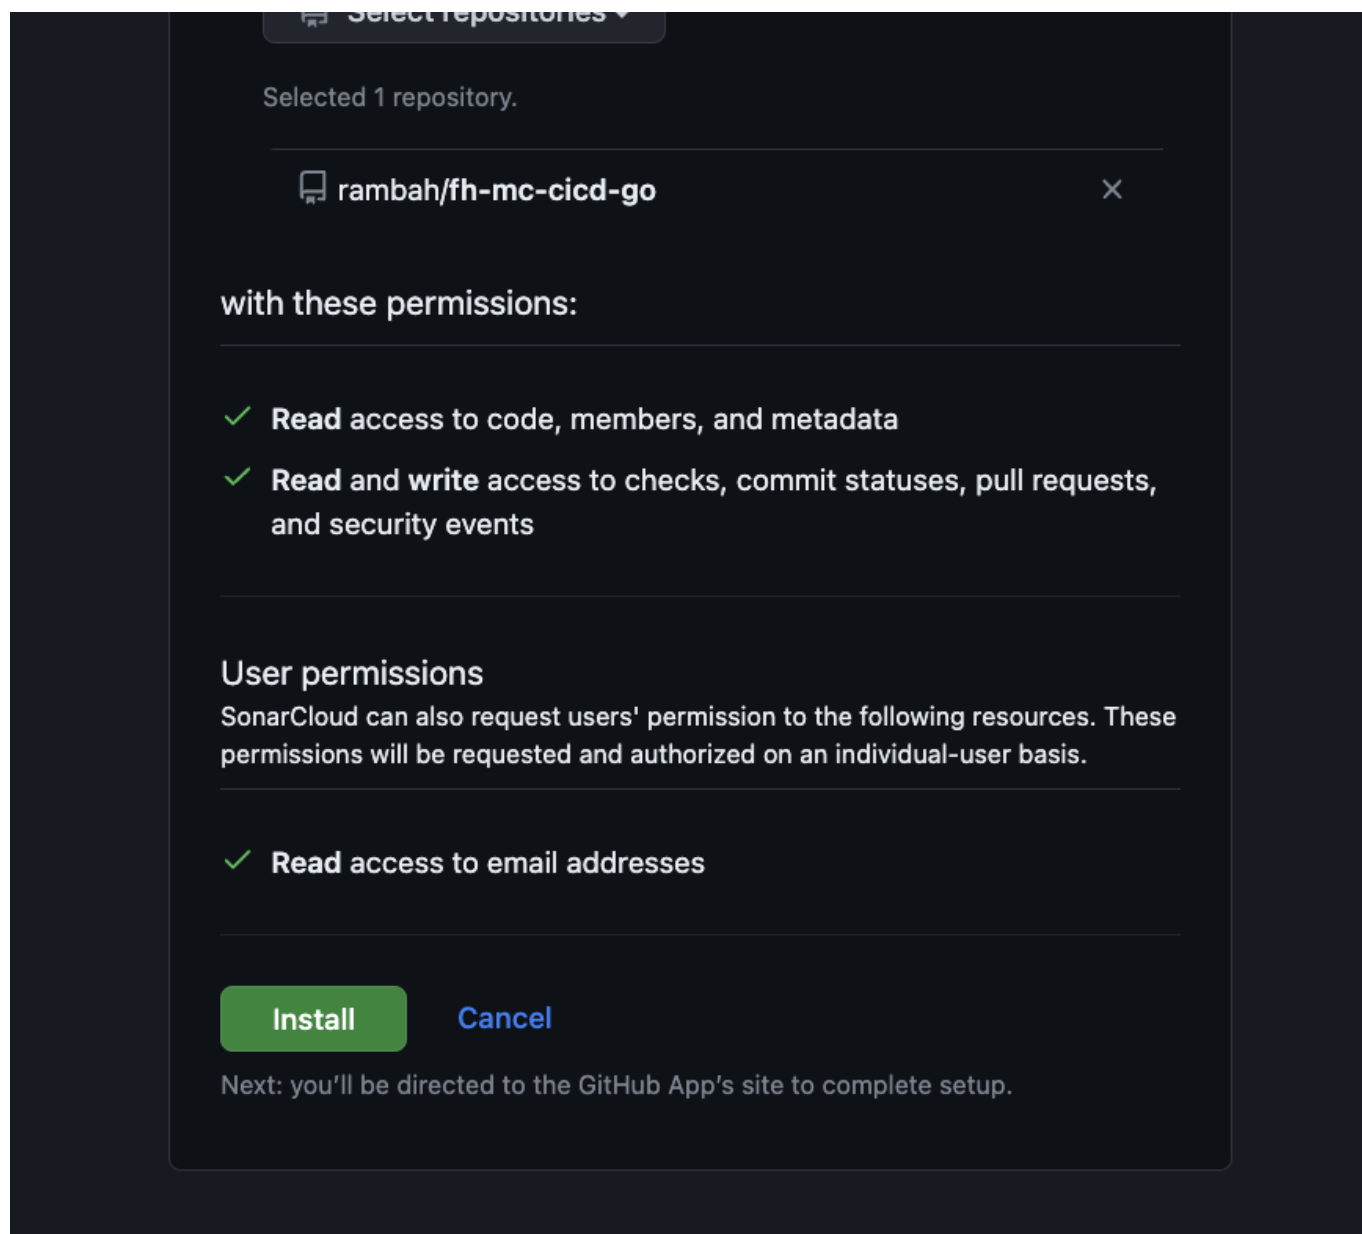 Select repositories
Selected 1 repository.
rambah/fh-mc-cicd-go
with these permissions:
Read access to code, members, and metadata
Read and write access to checks, commit statuses, pull requests,
and security events
User permissions
SonarCloud can also request users' permission to the following resources. These
permissions will be requested and authorized on an individual-user basis.
Read access to email addresses
Install Cancel
Next: you’ll be directed to the GitHub App’s site to complete setup.